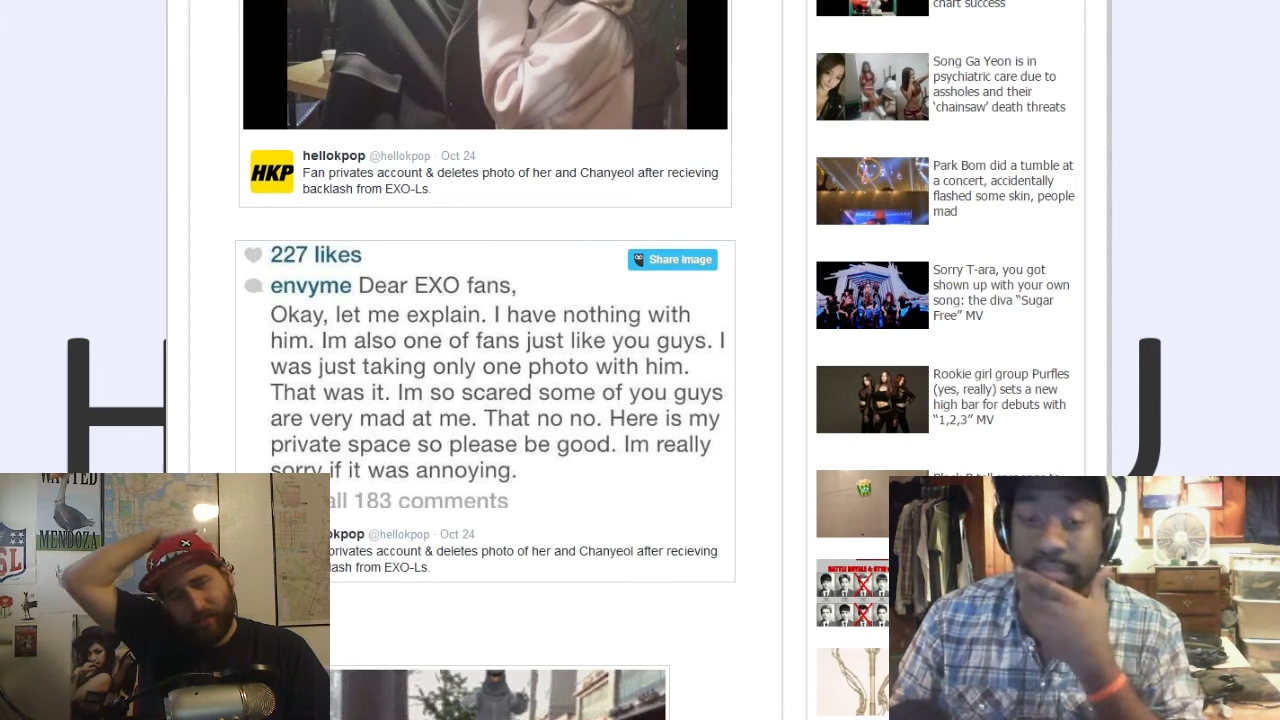 chart success
Song Ga Yeon is in
psychiatric care due to
assholes and their
‘chainsaw’ death threats
hellokpop @hellokpop · Oct 24
HKP
Fan privates account & deletes photo of her and Chanyeol after recieving
backlash from EXO-Ls.
Park Bom did a tumble at
a concert, accidentally
flashed some skin, people
mad
227 likes
Share Image
envyme Dear EXO fans,
Okay, let me explain. I have nothing with
him. Im also one of fans just like you guys. I
was just taking only one photo with him.
That was it. Im so scared some of you guys
are very mad at me. That no no. Here is my
private space so please be good. Im really
sorry if it was annoying.
all 183 comments
Sorry T-ara, you got
shown up with your own
song: the diva “Sugar
Free” MV
Rookie girl group Purfles
(yes, really) sets a new
high bar for debuts with
“1,2,3” MV
okpop @hellokpop · Oct 24
privates account & deletes photo of her and Chanyeol after recieving
lash from EXO-Ls.
H
U
MENDOZA